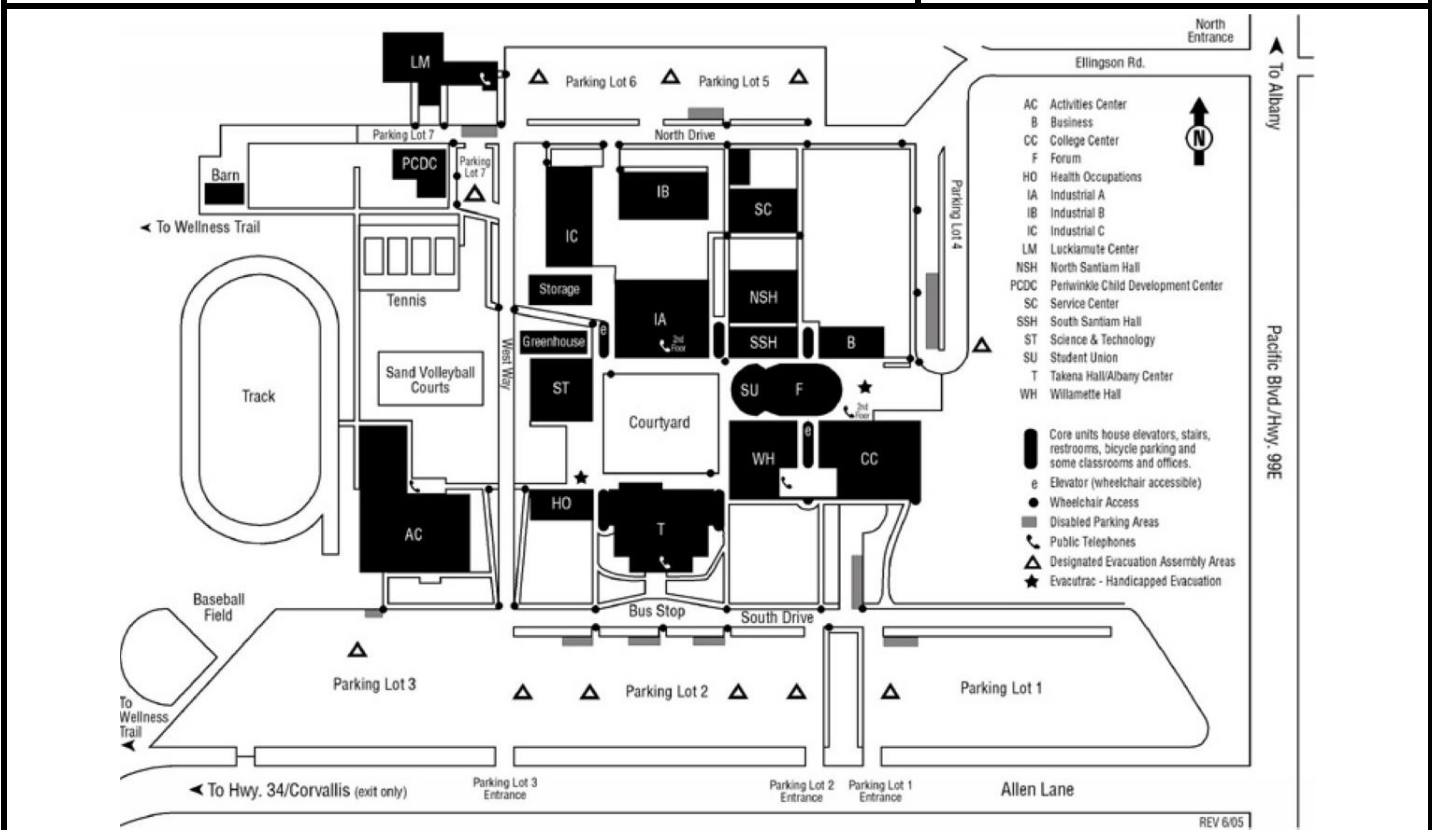 North
Entrance
Ellingson Rd.
To Albany
LM
Parking Lot 6
Parking Lot 5
Parking Lot 7
North Drive
PCDC
Parking
Lot 7
Barn
To Wellness Trail
IC
IB
SC
Parking Lot 4
N
AC Activities Center
B Business
CC College Center
F Forum
HO Health Occupations
IA Industrial A
IB Industrial B
IC Industrial C
LM Luckiamute Center
NSH North Santiam Hall
PCDC Periwinkle Child Development Center
SC Service Center
SSH South Santiam Hall
ST Science & Technology
SU Student Union
T Takena Hall/Albany Center
WH Willamette Hall
Tennis
Storage
IA
2nd
Floor
NSH
e
Greenhouse
SSH
B
West Way
Sand Volleyball
Courts
Track
ST
Courtyard
SU
F
2nd
Floor
Pacific Blvd./Hwy. 99E
WH
e
CC
Core units house elevators, stairs,
restrooms, bicycle parking and
some classrooms and offices.
e Elevator (wheelchair accessible)
Wheelchair Access
Disabled Parking Areas
Public Telephones
Designated Evacuation Assembly Areas
Evacutrac - Handicapped Evacuation
HO
T
AC
Baseball
Field
Bus Stop
South Drive
Parking Lot 3
Parking Lot 2
Parking Lot 1
To
Wellness
Trail
To Hwy. 34/Corvallis (exit only)
Parking Lot 3
Entrance
Parking Lot 2
Entrance
Parking Lot 1
Entrance
Allen Lane
REV 6/05